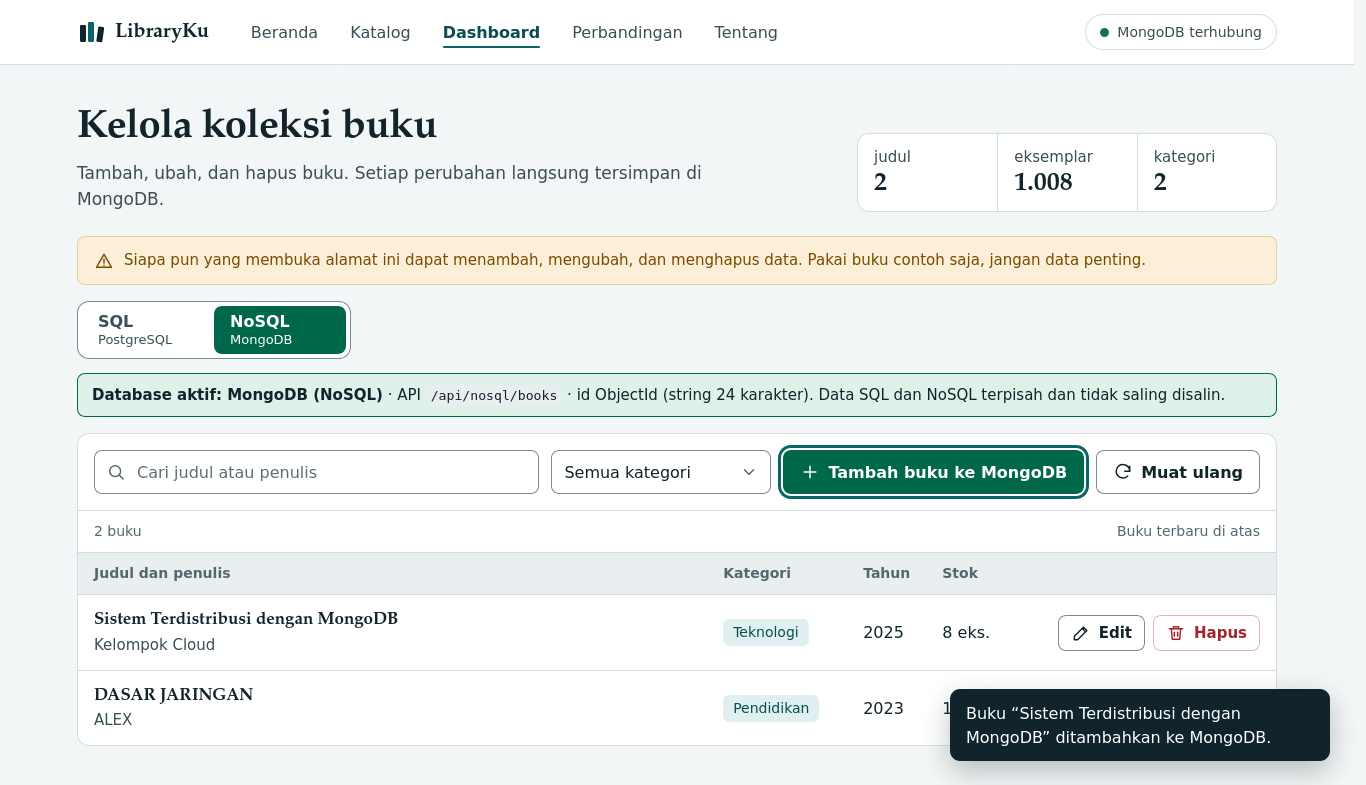 LibraryKu
Beranda
Katalog
Dashboard
Perbandingan
Tentang
MongoDB terhubung
Kelola koleksi buku
Tambah, ubah, dan hapus buku. Setiap perubahan langsung tersimpan di
MongoDB.
judul
2
eksemplar
1.008
kategori
2
Siapa pun yang membuka alamat ini dapat menambah, mengubah, dan menghapus data. Pakai buku contoh saja, jangan data penting.
SQL
PostgreSQL
NoSQL
MongoDB
Database aktif: MongoDB (NoSQL) · API /api/nosql/books · id ObjectId (string 24 karakter). Data SQL dan NoSQL terpisah dan tidak saling disalin.
Cari judul atau penulis
Semua kategori
Tambah buku ke MongoDB
Muat ulang
2 buku
Buku terbaru di atas
Judul dan penulis
Kategori
Tahun
Stok
Sistem Terdistribusi dengan MongoDB
Kelompok Cloud
Teknologi
2025
8 eks.
Edit
Hapus
DASAR JARINGAN
ALEX
Pendidikan
2023
Buku “Sistem Terdistribusi dengan
MongoDB” ditambahkan ke MongoDB.